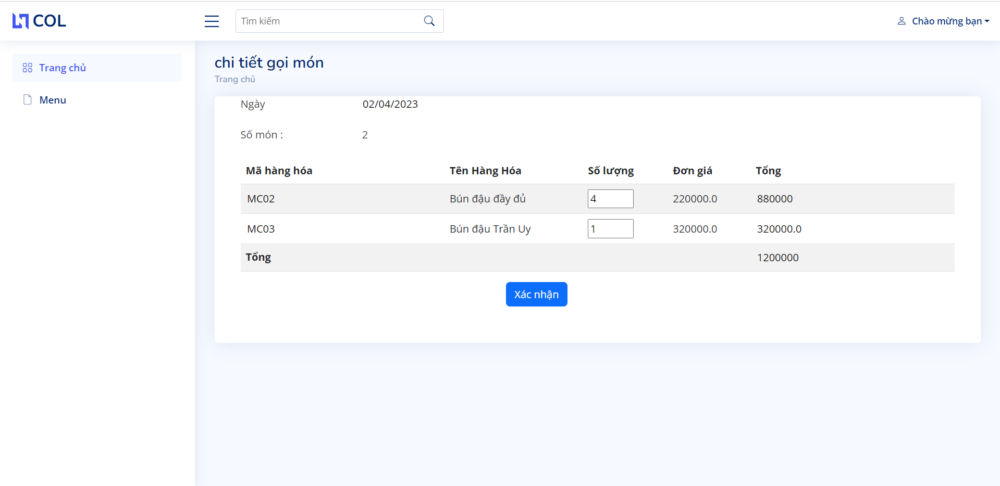 COL
Tìm kiếm
Chào mừng bạn
Trang chủ
Menu
chi tiết gọi món
Trang chủ
Ngày 02/04/2023
Số món : 2
Mã hàng hóa Tên Hàng Hóa Số lượng Đơn giá Tổng
MC02 Bún đậu đầy đủ 4 220000.0 880000
MC03 Bún đậu Trần Uy 1 320000.0 320000.0
Tổng 1200000
Xác nhận